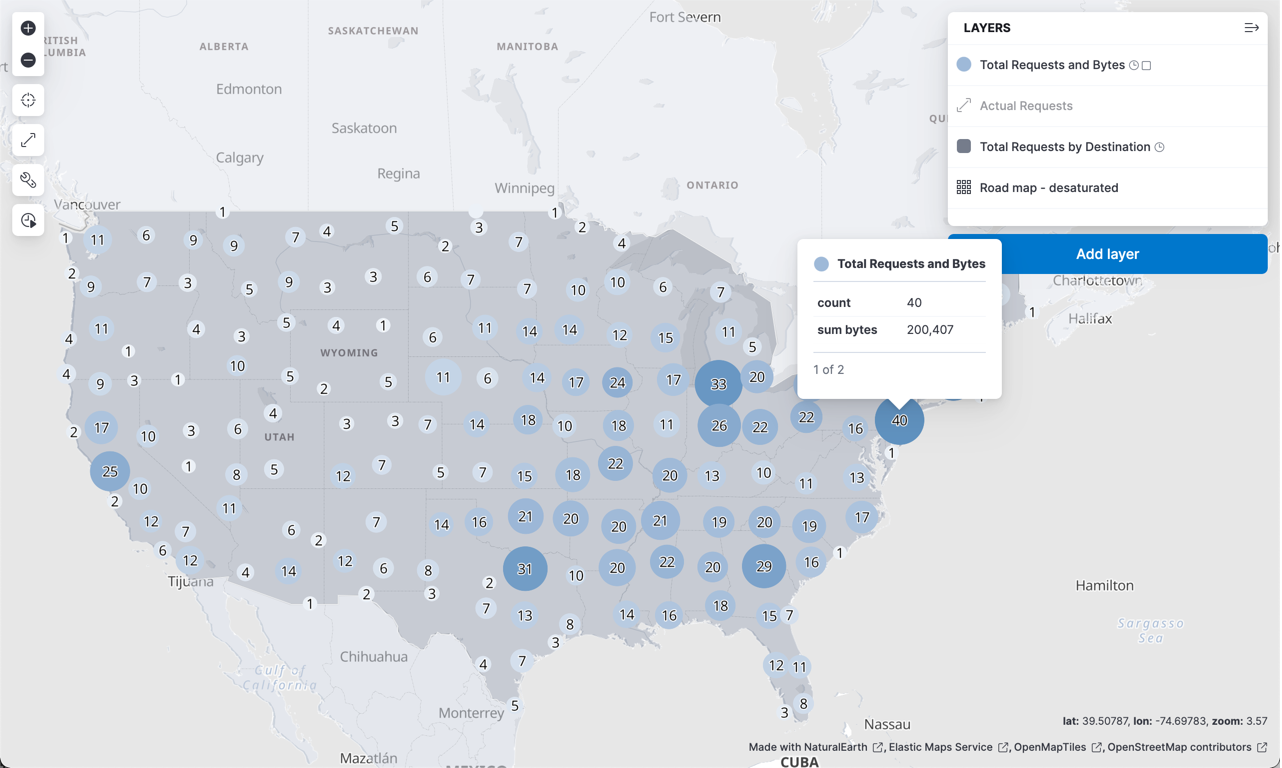 Fort Severn
RITISH
LUMBIA
ALBERTA
SASKATCHEWAN
MANITOBA
Edmonton
Saskatoon
Calgary
Regina
Winnipeg
ONTARIO
QU
Vancouver
LAYERS
Total Requests and Bytes
Actual Requests
Total Requests by Destination
Road map - desaturated
Add layer
Charlottetown
Halifax
Total Requests and Bytes
count 40
sum bytes 200,407
1 of 2
1 1 2
1 11 6 9 9 7 4 5 2 3 7 4
2 9 7 3 5 9 3 3 6 7 7 10 10 6 7
1
4 11 4 3 5 4 1 6 11 14 14 12 15 11 5
1
WYOMING
4 9 3 1 10 5 2 5 11 6 14 17 24 17 33 20
2 17 10 3 6 4 3 3 7 14 18 10 18 11 26 22 22 16 40
UTAH
25 1 8 5 12 7 5 7 15 18 22 20 13 10 11 13 1
2 10
12 7 11 6 2 7 14 16 21 20 20 21 19 20 19 17
6 12 4 14 12 6 8 2 31 10 20 22 20 29 16 1
Tijuana
1 2 3 7 13 8 14 16 18 15 7
3
4 7 12 11
5 3 8
Hamilton
Sargasso
Sea
Gulf of
California
Chihuahua
Monterrey
Mazatlán
MEXICO
Nassau
CUBA
lat: 39.50787, lon: -74.69783, zoom: 3.57
Made with NaturalEarth , Elastic Maps Service , OpenMapTiles , OpenStreetMap contributors